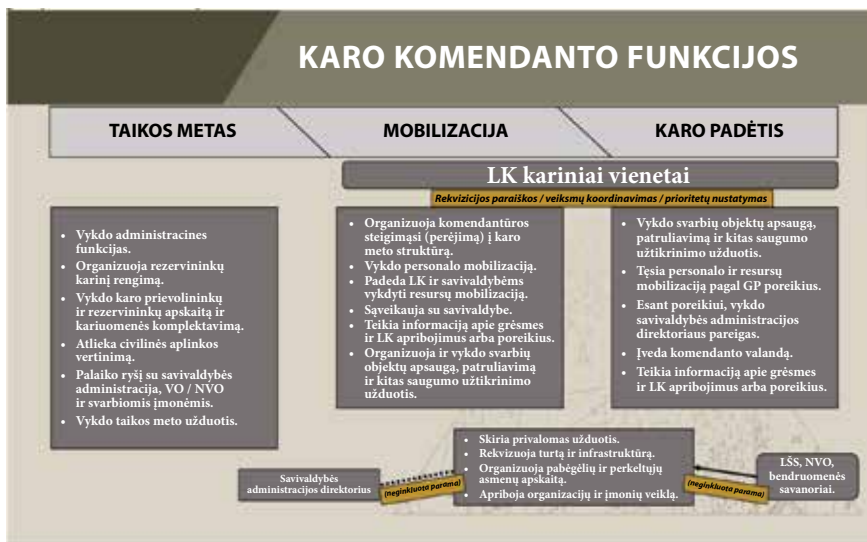 KARO KOMENDANTO FUNKCIJOS
TAIKOS METAS
MOBILIZACIJA
KARO PADĖTIS
LK kariniai vienetai
Rekvizicijos paraiškos / veiksmų koordinavimas / prioritetų nustatymas
• Vykdo administracines
funkcijas.
• Organizuoja rezervininkų
karinį rengimą.
• Vykdo karo prievolininkų
ir rezervininkų apskaitą ir
kariuomenės komplektavimą.
• Atlieka civilinės aplinkos
vertinimą.
• Palaiko ryšį su savivaldybės
administracija, VO / NVO
ir svarbiomis įmonėmis.
• Vykdo taikos meto užduotis.
• Organizuoja komendantūros
steigimąsi (perėjimą) į karo
meto struktūrą.
• Vykdo personalo mobilizaciją.
• Padeda LK ir savivaldybėms
vykdyti resursų mobilizaciją.
• Sąveikauja su savivaldybe.
• Teikia informaciją apie grėsmes
ir LK apribojimus arba poreikius.
• Organizuoja ir vykdo svarbių
objektų apsaugą, patruliavimą
ir kitas saugumo užtikrinimo
užduotis.
• Vykdo svarbių objektų apsaugą,
patruliavimą ir kitas saugumo
užtikrinimo užduotis.
• Tęsia personalo ir resursų
mobilizaciją pagal GP poreikius.
• Esant poreikiui, vykdo
savivaldybės administracijos
direktoriaus pareigas.
• Įveda komendanto valandą.
• Teikia informaciją apie grėsmes
ir LK apribojimus arba poreikius.
• Skiria privalomas užduotis.
• Rekvizuoja turtą ir infrastruktūrą.
• Organizuoja pabėgėlių ir perkeltųjų
asmenų apskaitą.
• Apriboja organizacijų ir įmonių veiklą.
Savivaldybės
administracijos direktorius
(neginkluota parama)
(neginkluota parama)
LŠS, NVO,
bendruomenės
savanoriai.